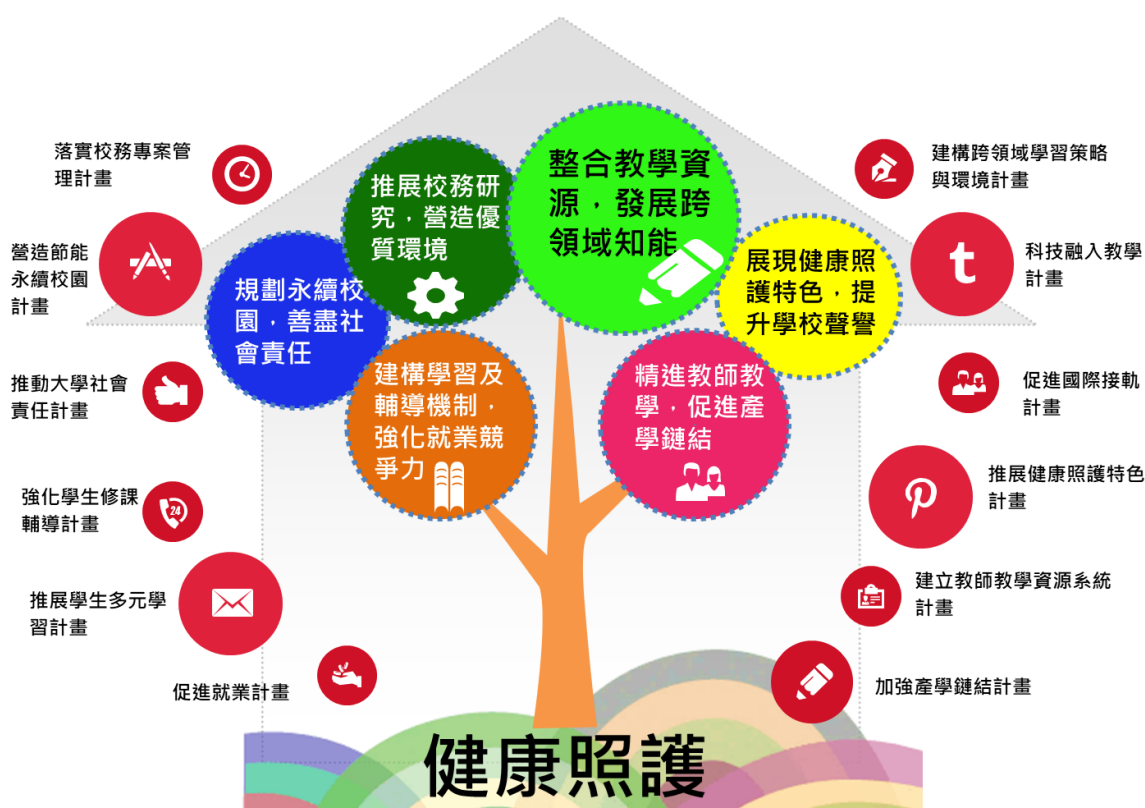 落實校務專案管
理計畫
營造節能
永續校園
計畫
推動大學社會
責任計畫
強化學生修課
輔導計畫
24
推展學生多元學
習計畫
促進就業計畫
規劃永續校
園，善盡社
會責任
推展校務研
究，營造優
質環境
整合教學資
源，發展跨
領域知能
展現健康照
護特色，提
升學校聲譽
建構學習及
輔導機制，
強化就業競
爭力
精進教師教
學，促進產
學鏈結
建構跨領域學習策略
與環境計畫
t
科技融入教學
計畫
促進國際接軌
計畫
推展健康照護特色
計畫
建立教師教學資源系統
計畫
加強產學鏈結計畫
健康照護